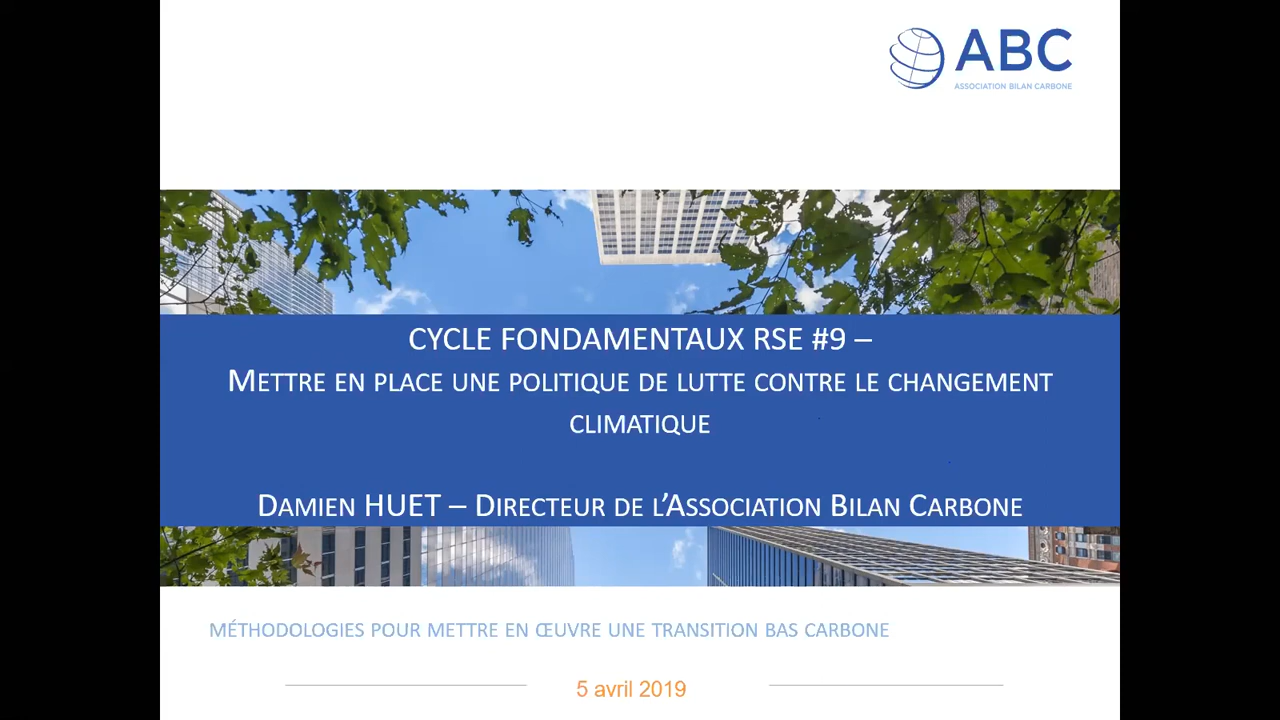 ABC
ASSOCIATION BILAN CARBONE
CYCLE FONDAMENTAUX RSE #9 –
METTRE EN PLACE UNE POLITIQUE DE LUTTE CONTRE LE CHANGEMENT
CLIMATIQUE
DAMIEN HUET – DIRECTEUR DE L’ASSOCIATION BILAN CARBONE
MÉTHODOLOGIES POUR METTRE EN ŒUVRE UNE TRANSITION BAS CARBONE
5 avril 2019